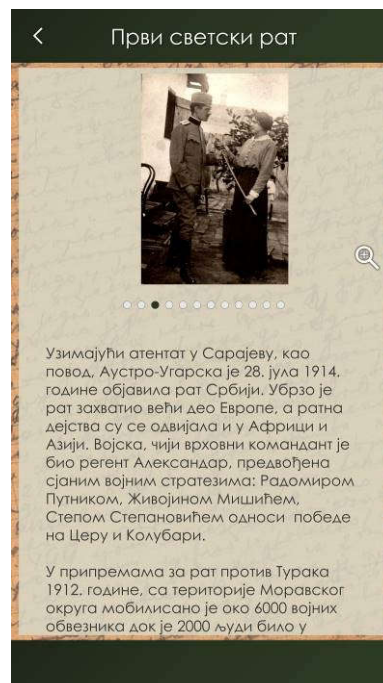 Први светски рат
Узимајући атентат у Сарајеву, као
повод, Аустро-Угарска је 28. јула 1914.
године објавила рат Србији. Убрзо је
рат захватио већи део Европе, а ратна
дејства су се одвијала и у Африци и
Азији. Војска, чији врховни командант је
био регент Александар, предвођена
сјаним војним стратезима: Радомиром
Путником, Живојином Мишићем,
Степом Степановићем односи победе
на Церу и Колубари.
У припремама за рат против Турака
1912. године, са територије Моравског
округа мобилисано је око 6000 војних
обвезника док је 2000 људи било у